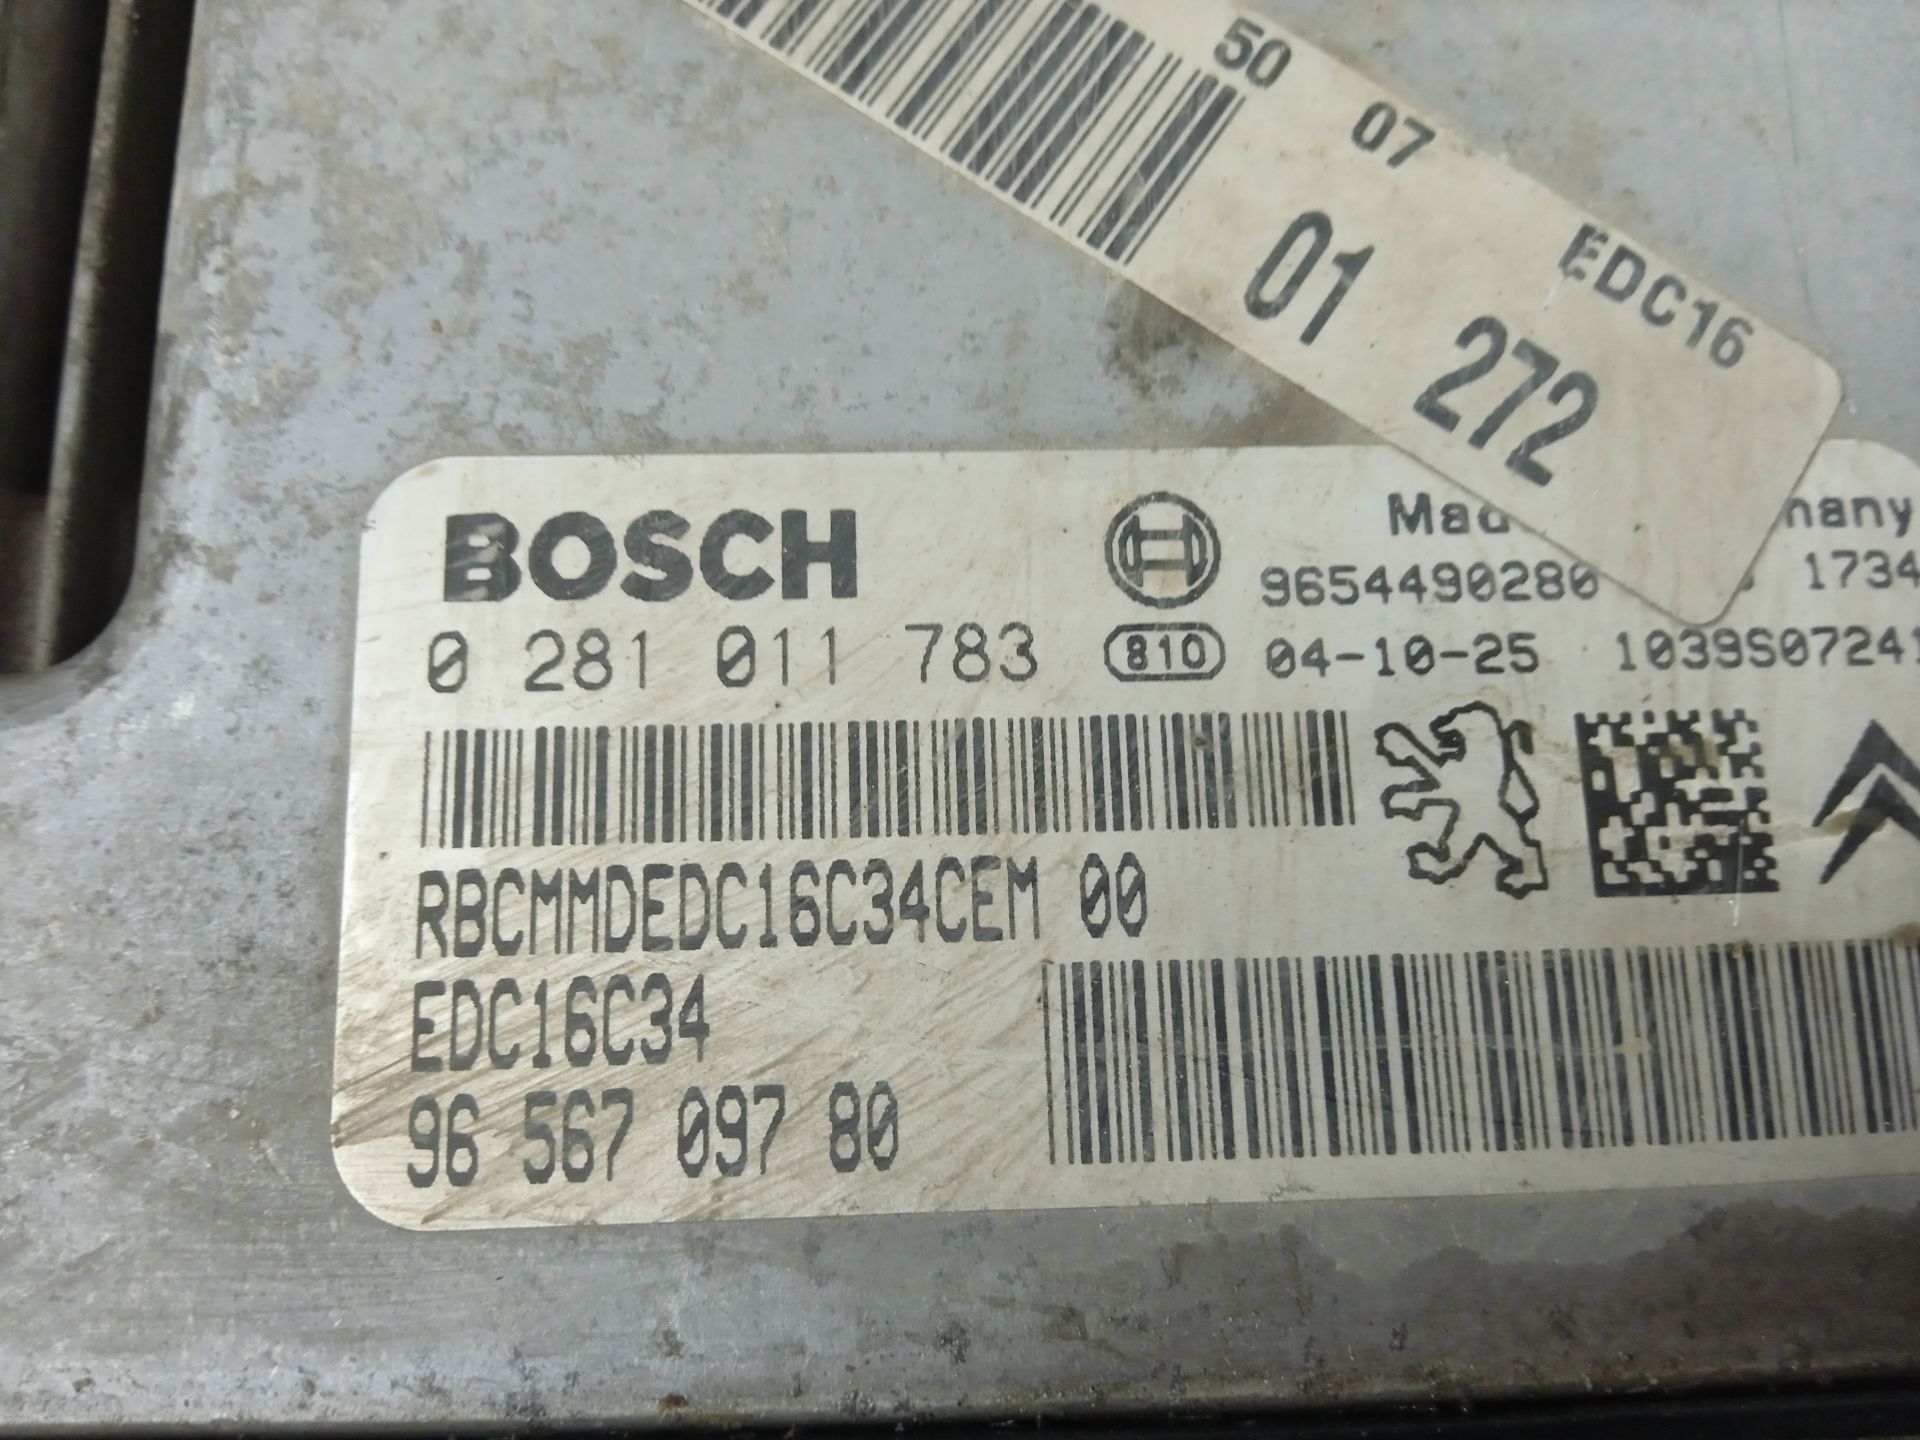 50 07 EDC16
01 272
BOSCH
Mad
9654490280 1734
0 281 011 783 810 04-10-25 1039S07241
RBCMMDEDC16C34CEM 00
EDC16C34
96 567 097 80